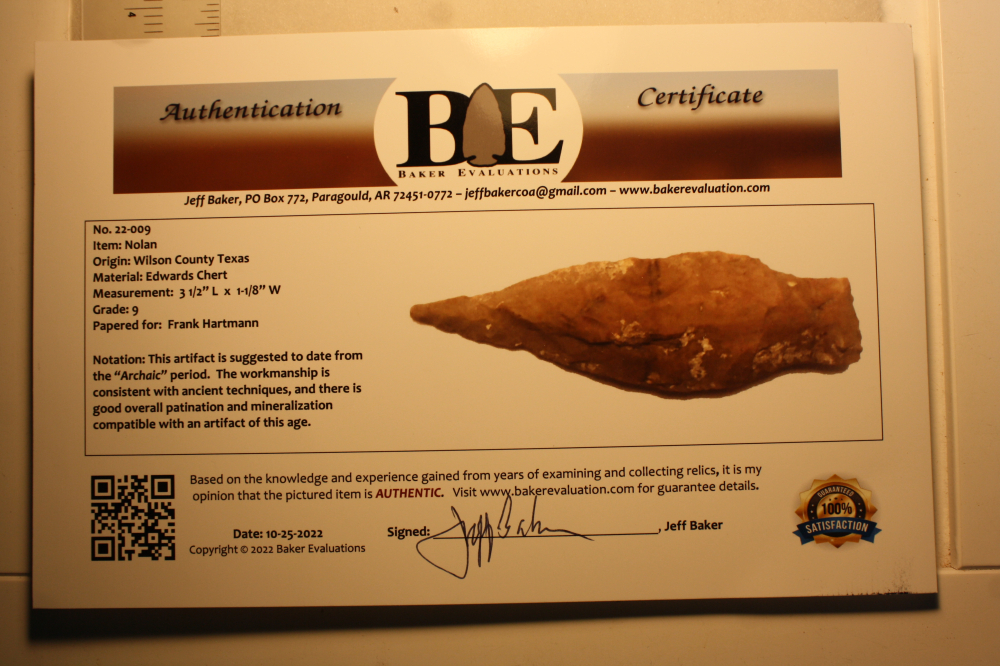 4
Authentication
BE
Certificate
BAKER EVALUATIONS
Jeff Baker, PO Box 772, Paragould, AR 72451-0772 – jeffbakercoa@gmail.com – www.bakerevaluation.com
No. 22-009
Item: Nolan
Origin: Wilson County Texas
Material: Edwards Chert
Measurement: 3 1/2” L x 1-1/8” W
Grade: 9
Papered for: Frank Hartmann
Notation: This artifact is suggested to date from
the “Archaic” period. The workmanship is
consistent with ancient techniques, and there is
good overall patination and mineralization
compatible with an artifact of this age.
Based on the knowledge and experience gained from years of examining and collecting relics, it is my
opinion that the pictured item is AUTHENTIC. Visit www.bakerevaluation.com for guarantee details.
Date: 10-25-2022
Signed: Jeff Baker, Jeff Baker
Copyright © 2022 Baker Evaluations
GUARANTEED
100%
SATISFACTION